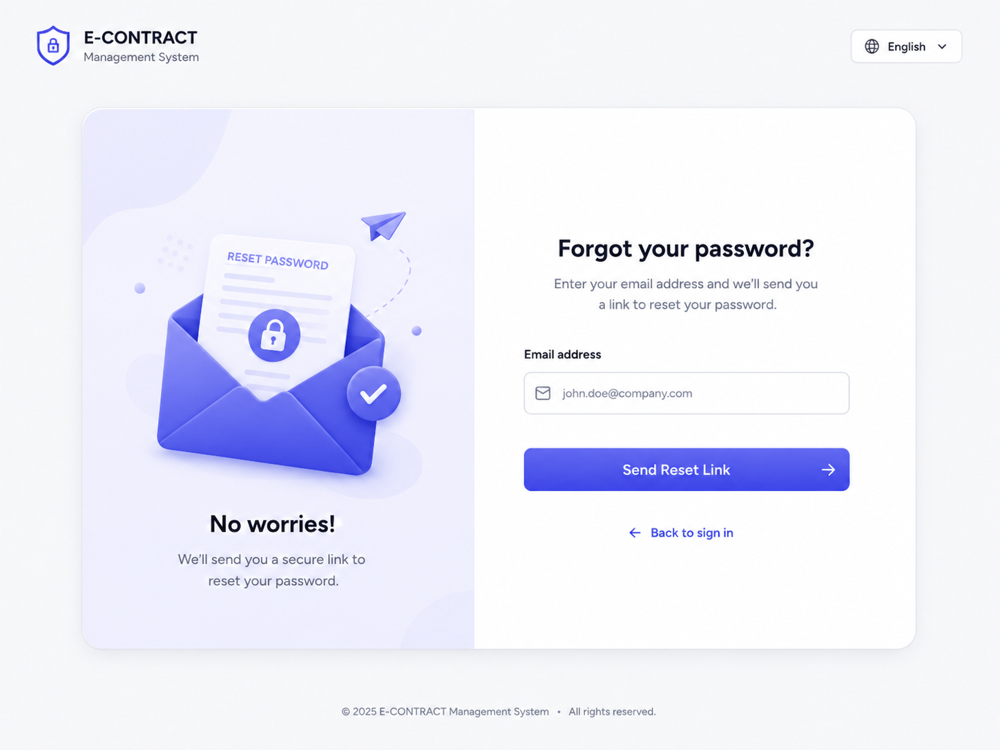 E-CONTRACT
Management System
English
RESET PASSWORD
No worries!
We’ll send you a secure link to
reset your password.
Forgot your password?
Enter your email address and we’ll send you
a link to reset your password.
Email address
john.doe@company.com
Send Reset Link
Back to sign in
© 2025 E-CONTRACT Management System • All rights reserved.